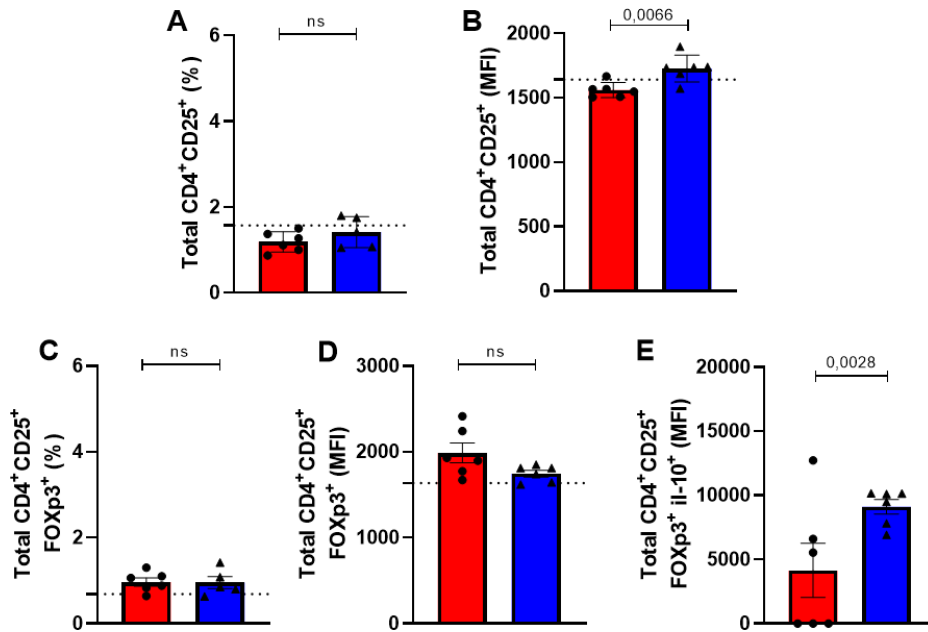 A
Total CD4⁺CD25⁺ (%)
6
4
2
0
ns
B
Total CD4⁺CD25⁺ (MFI)
2000
1500
1000
500
0
0,0066
C
Total CD4⁺CD25⁺
FOXp3⁺ (%)
6
4
2
0
ns
D
Total CD4⁺CD25⁺
FOXp3⁺ (MFI)
3000
2000
1000
0
ns
E
Total CD4⁺CD25⁺
FOXp3⁺ il-10⁺ (MFI)
20000
15000
10000
5000
0
0,0028